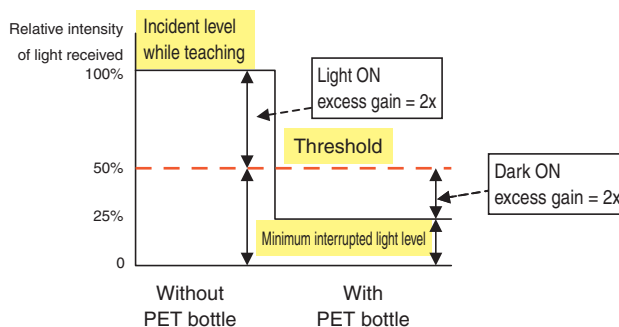 Relative intensity
of light received
Incident level
while teaching
100%
Light ON
excess gain = 2x
Threshold
50%
Dark ON
excess gain = 2x
25%
Minimum interrupted light level
0
Without
PET bottle
With
PET bottle